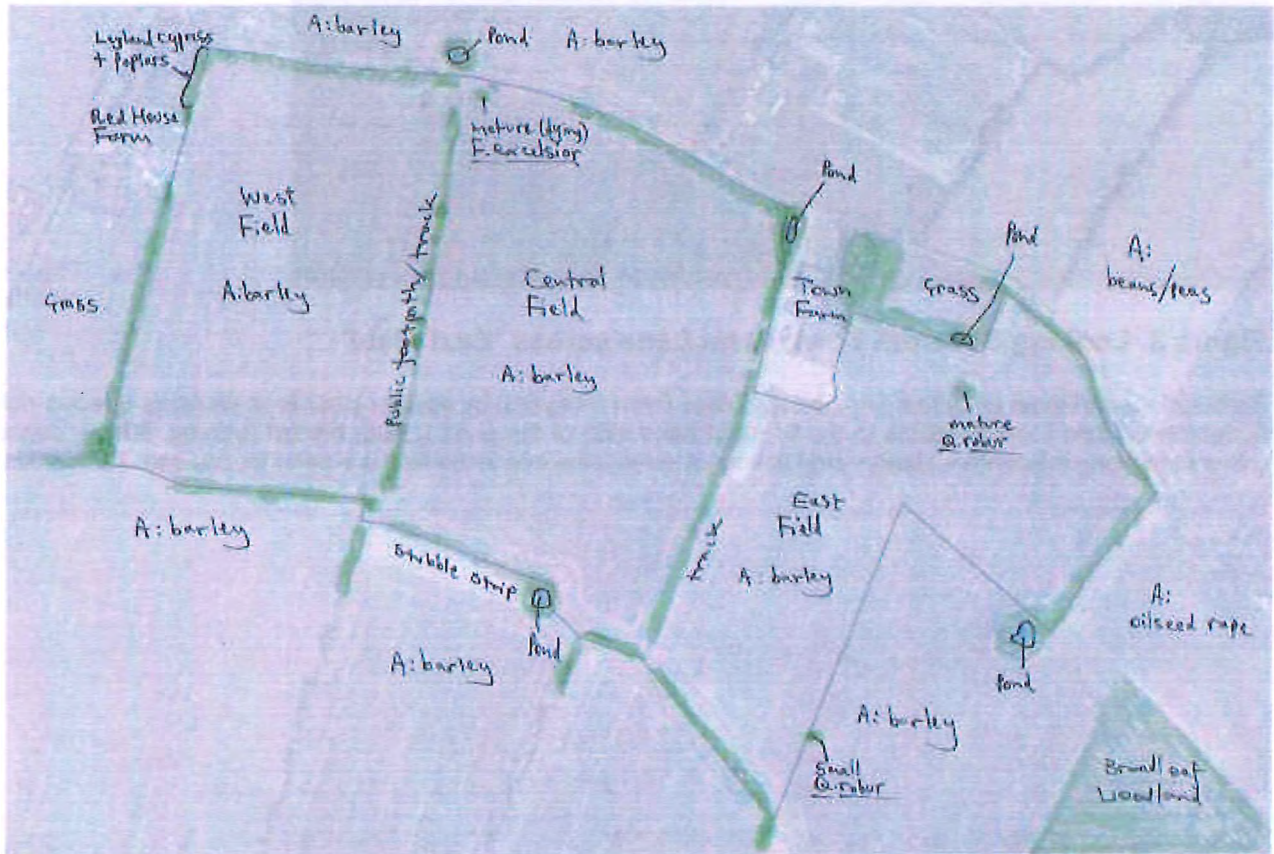 A: barley
Pond
A: barley
Leyland cypress
+ poplars
Red House
Farm
mature (dying)
F. excelsior
Pond
West
Field
Public footpath/track
Pond
A:
beans/peas
Grass
A: barley
Central
Field
Town
Farm
Grass
A: barley
mature
Q. robur
A: barley
Stubble strip
track
East
Field
A: barley
A:
oilseed rape
Pond
A: barley
Pond
A: barley
small
Q. robur
Broadleaf
Woodland